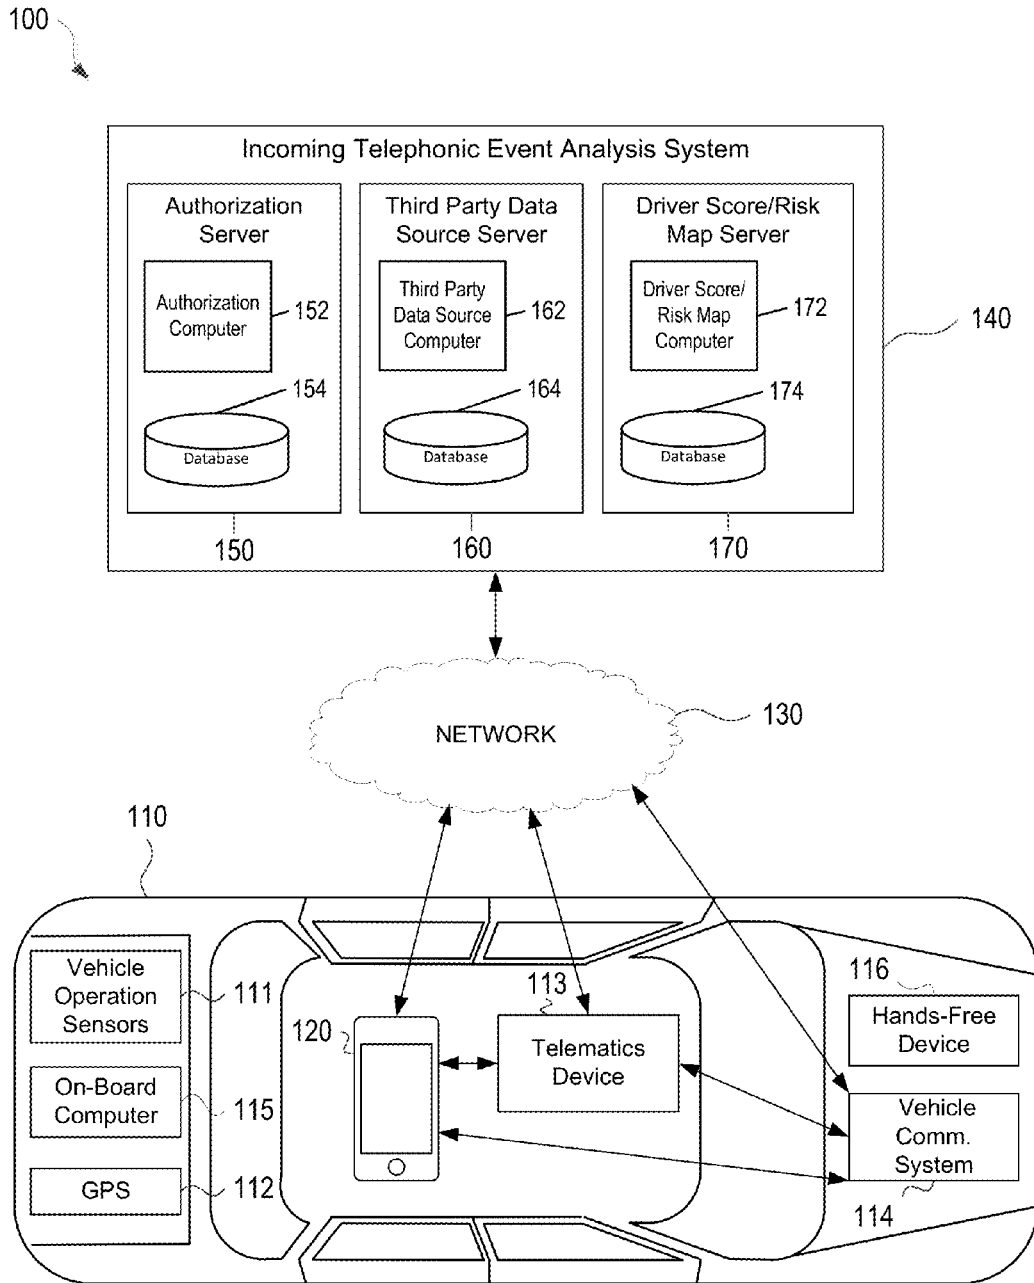 100
Incoming Telephonic Event Analysis System
Authorization
Server
Authorization
Computer
152
154
Database
150
Third Party Data
Source Server
Third Party
Data Source
Computer
162
164
Database
160
Driver Score/Risk
Map Server
Driver Score/
Risk Map
Computer
172
174
Database
170
140
NETWORK
130
110
Vehicle
Operation
Sensors
111
On-Board
Computer
115
GPS
112
120
113
Telematics
Device
116
Hands-Free
Device
Vehicle
Comm.
System
114